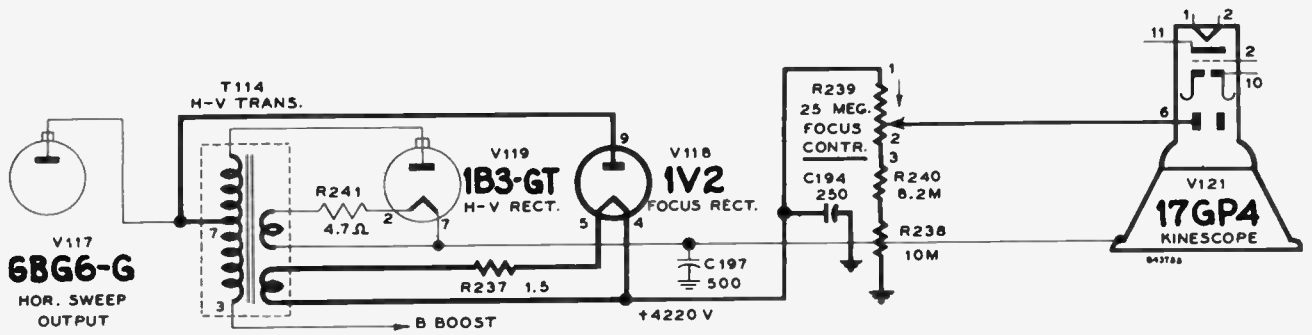 T114
H-V TRANS.
V117
6BG6-G
HOR. SWEEP
OUTPUT
7
3
B BOOST
R241
4.7Ω
2
7
V119
1B3-GT
H-V RECT.
R237 1.5
9
5
4
V118
1V2
FOCUS RECT.
+4220 V
C197
500
C194
250
R239
25 MEG.
FOCUS
CONTR.
1
2
3
R240
8.2M
R238
10M
1 2
11
2
10
6
V121
17GP4
KINESCOPE